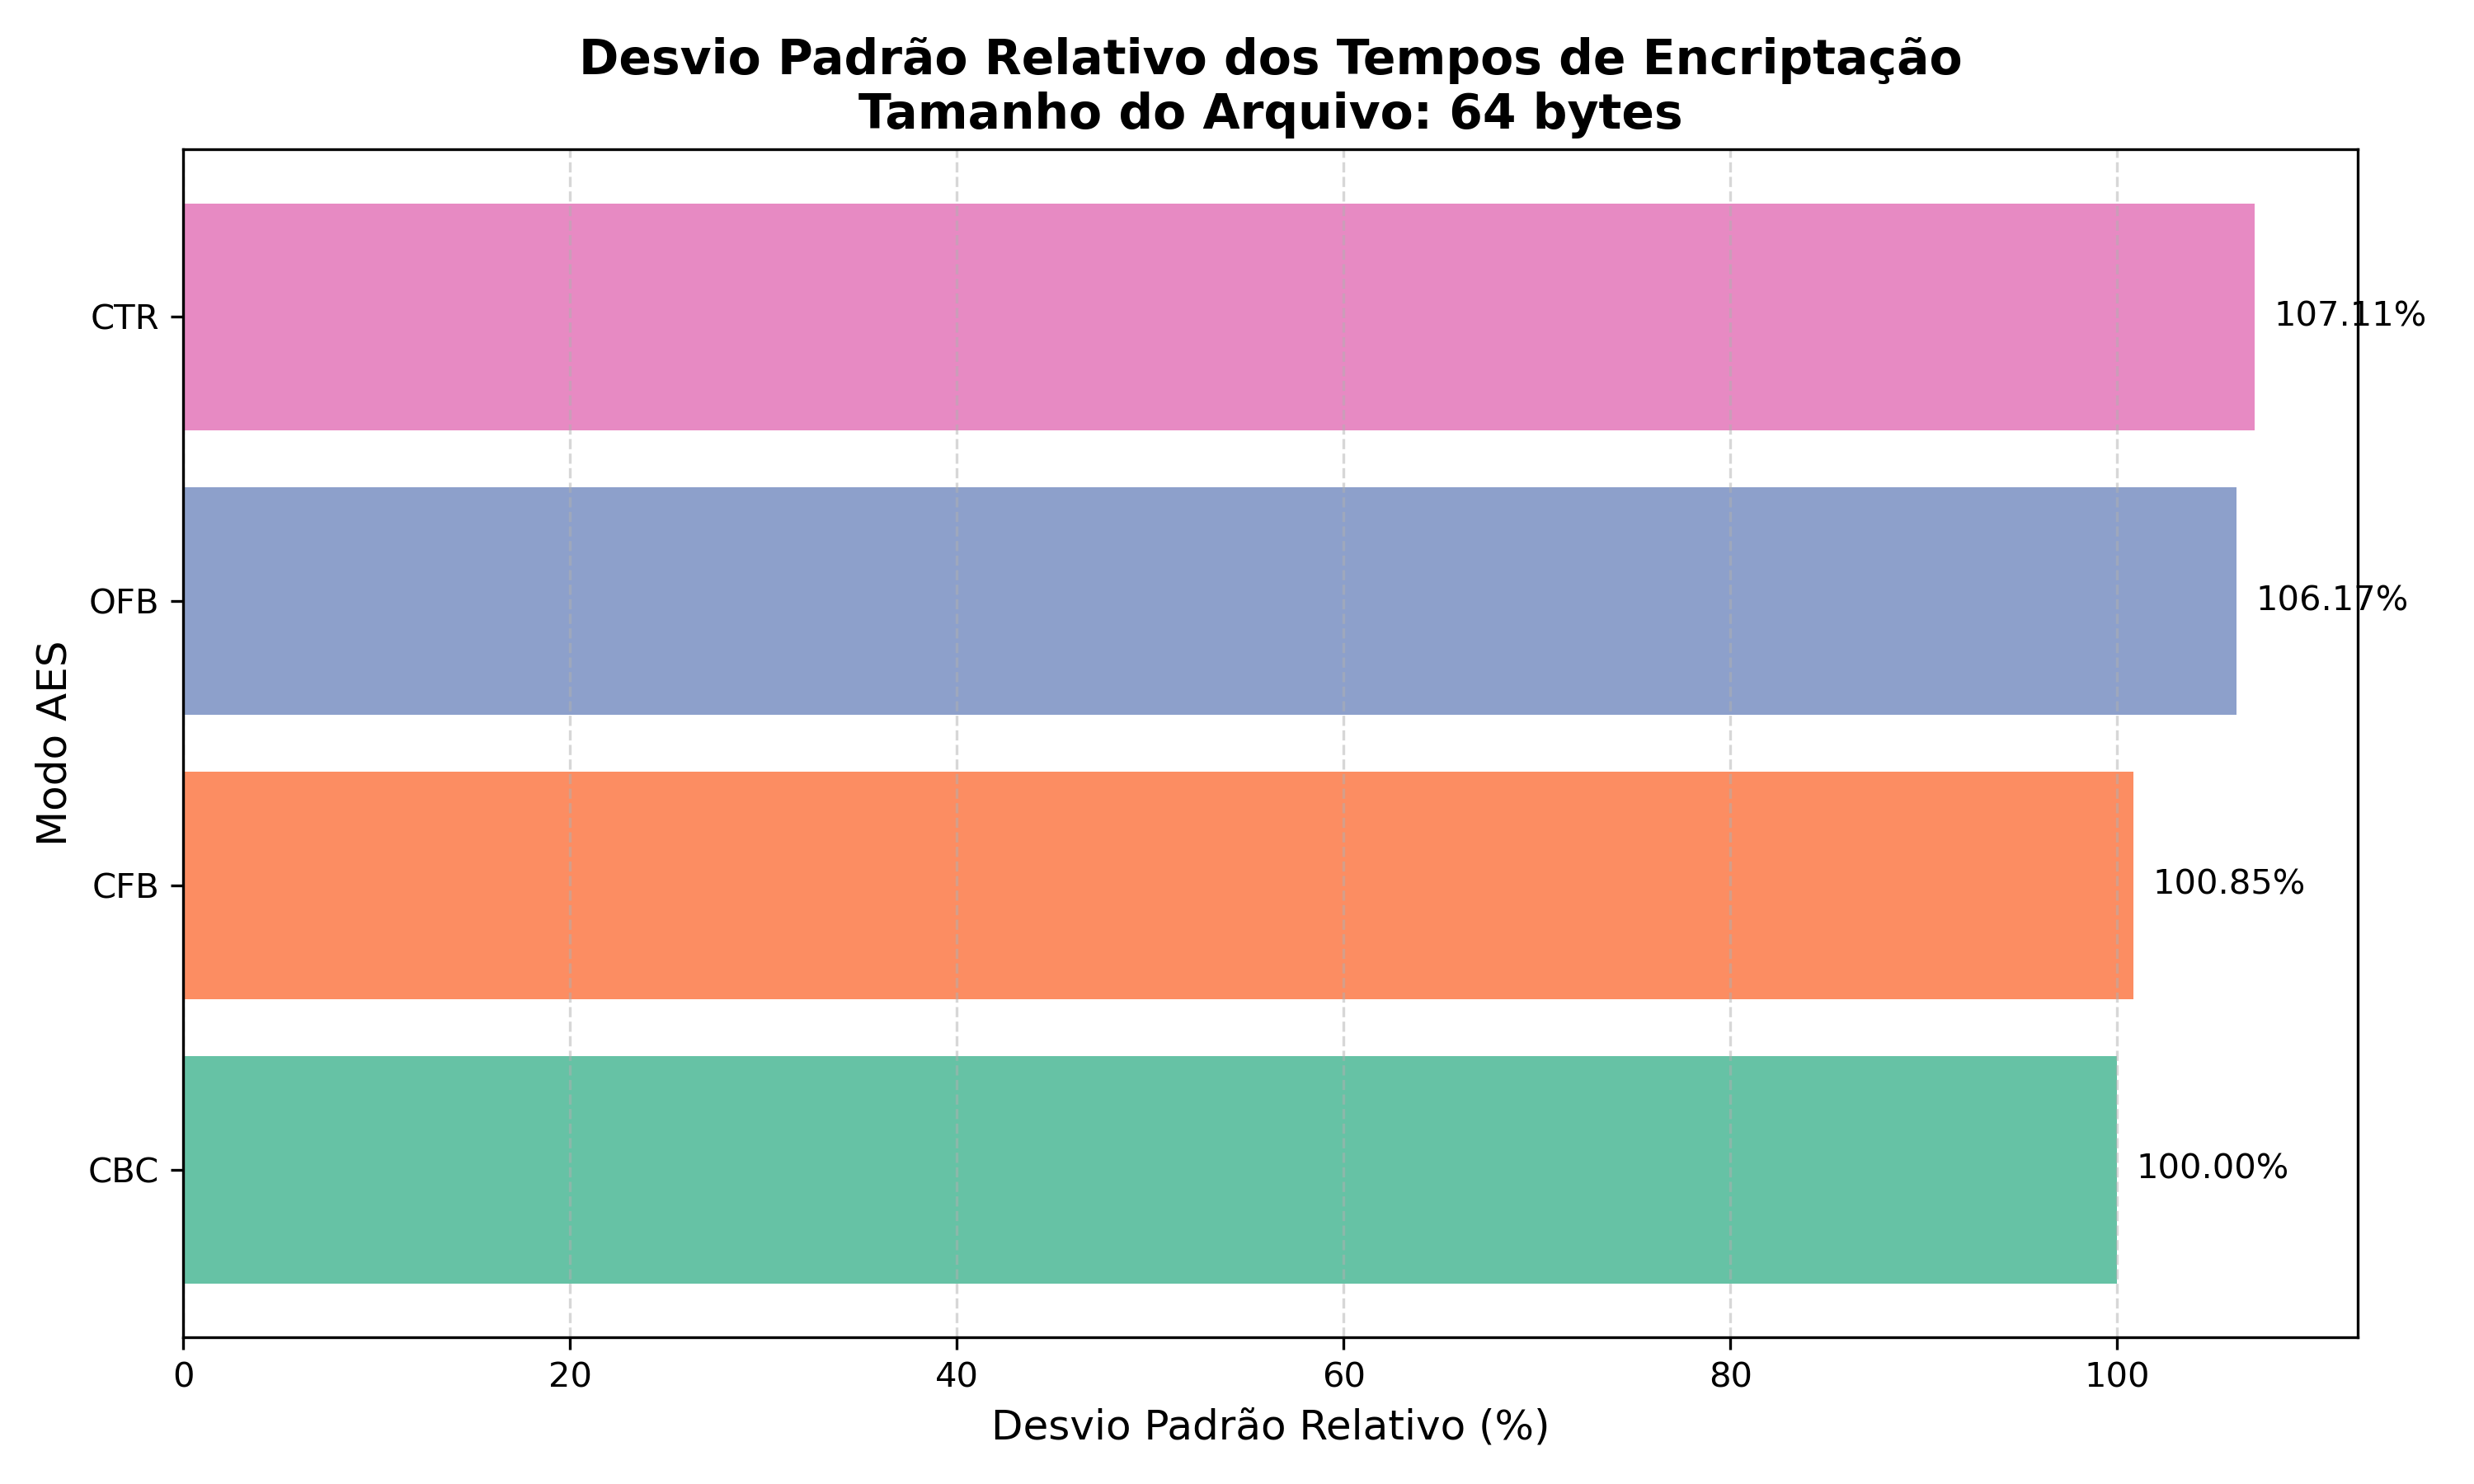 Desvio Padrão Relativo dos Tempos de Encriptação
Tamanho do Arquivo: 64 bytes
Modo AES
CTR
107.11%
OFB
106.17%
CFB
100.85%
CBC
100.00%
0 20 40 60 80 100
Desvio Padrão Relativo (%)